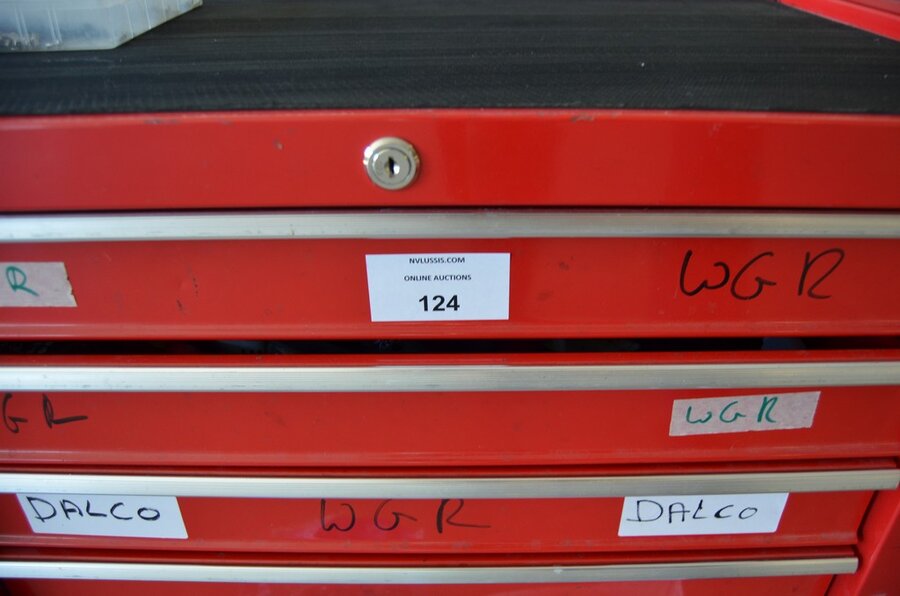 R
NVLUSSIS.COM
ONLINE AUCTIONS
124
WGR
GR
WGR
DALCO
WGR
DALCO